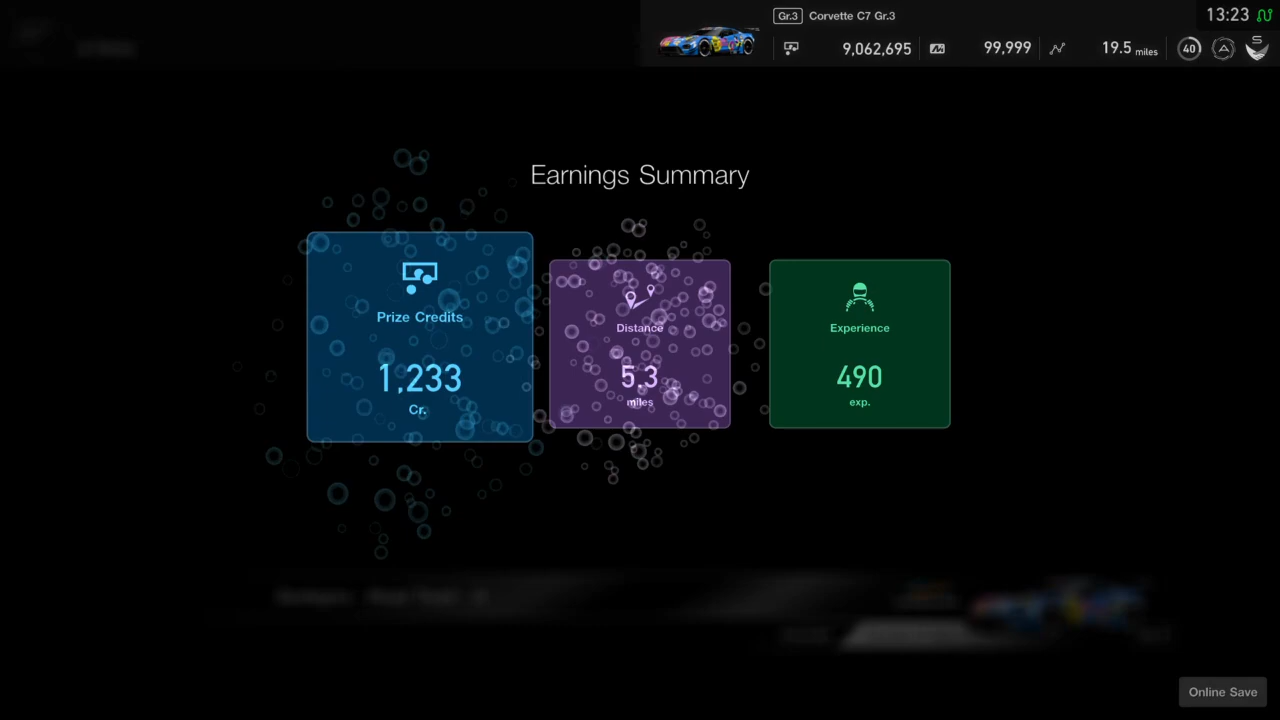 Gr.3 Corvette C7 Gr.3
13:23
9,062,695
99,999
19.5 miles
40
A
S
Earnings Summary
Prize Credits
1,233
Cr.
Distance
5.3
miles
Experience
490
exp.
Online Save